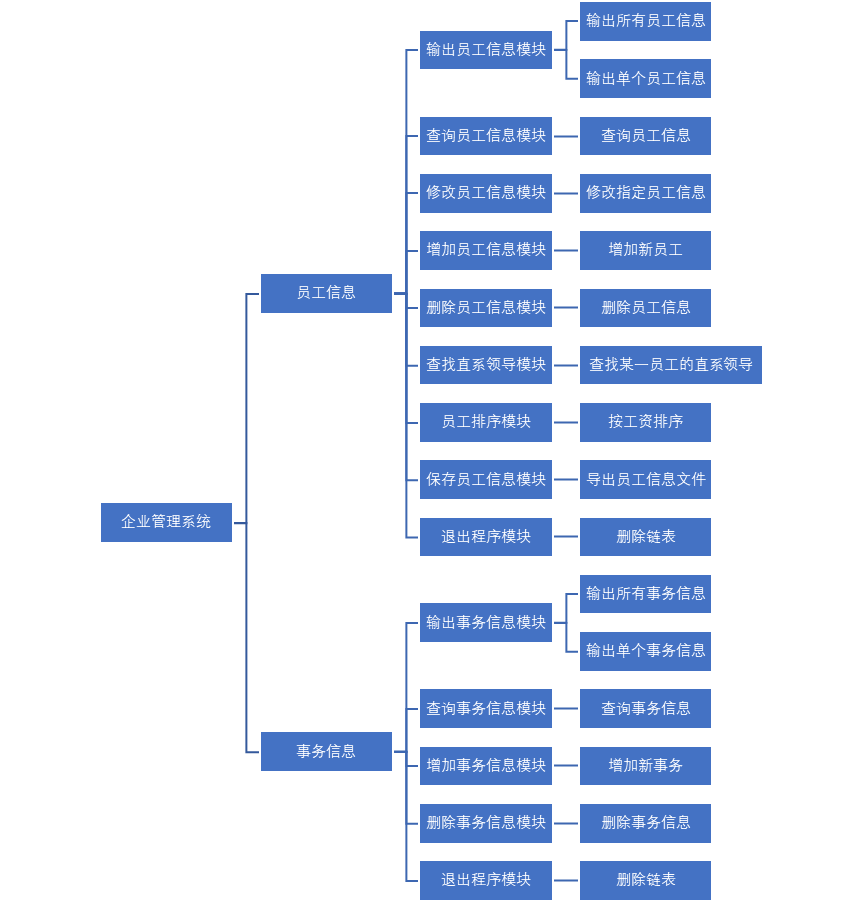 输出所有员工信息
输出员工信息模块
输出单个员工信息
查询员工信息模块
查询员工信息
修改员工信息模块
修改指定员工信息
增加员工信息模块
增加新员工
员工信息
删除员工信息模块
删除员工信息
查找直系领导模块
查找某一员工的直系领导
员工排序模块
按工资排序
保存员工信息模块
导出员工信息文件
企业管理系统
退出程序模块
删除链表
输出所有事务信息
输出事务信息模块
输出单个事务信息
查询事务信息模块
查询事务信息
事务信息
增加事务信息模块
增加新事务
删除事务信息模块
删除事务信息
退出程序模块
删除链表